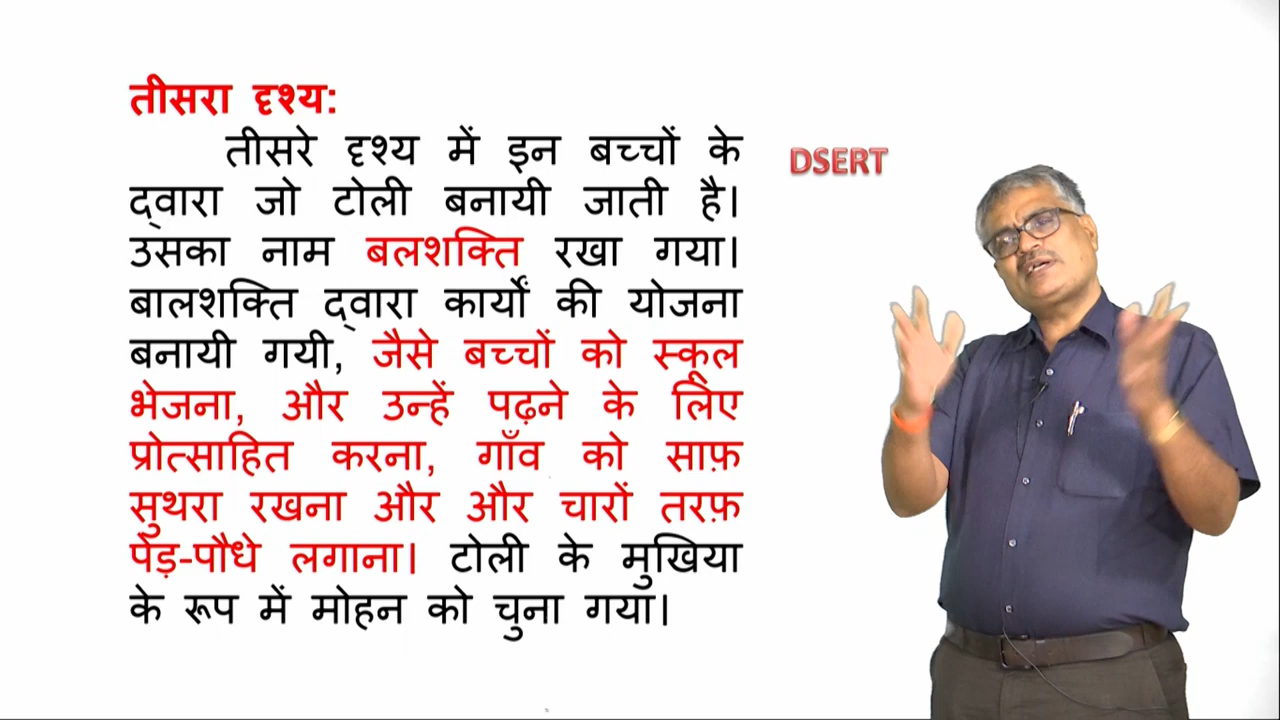 तीसरा दृश्य:
तीसरे दृश्य में इन बच्चों के
द्वारा जो टोली बनायी जाती है।
उसका नाम बलशक्ति रखा गया।
बालशक्ति द्वारा कार्यों की योजना
बनायी गयी, जैसे बच्चों को स्कूल
भेजना, और उन्हें पढ़ने के लिए
प्रोत्साहित करना, गाँव को साफ़
सुथरा रखना और और चारों तरफ़
पेड़-पौधे लगाना। टोली के मुखिया
के रूप में मोहन को चुना गया।
DSERT